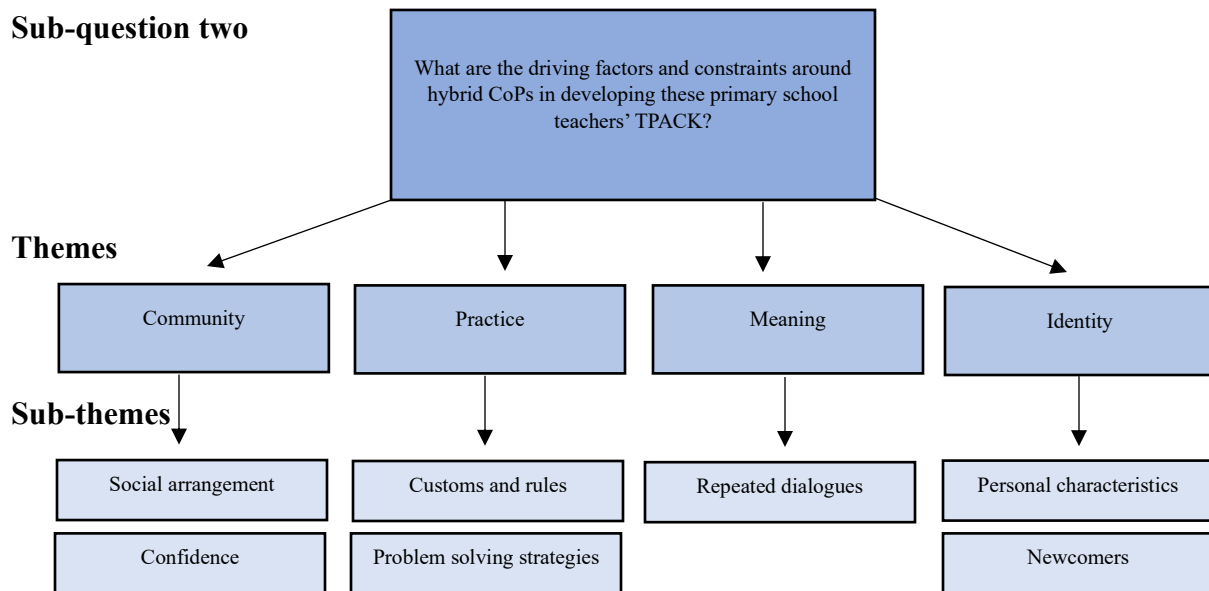 Sub-question two
What are the driving factors and constraints around
hybrid CoPs in developing these primary school
teachers’ TPACK?
Themes
Community
Practice
Meaning
Identity
Sub-themes
Social arrangement
Customs and rules
Repeated dialogues
Personal characteristics
Confidence
Problem solving strategies
Newcomers